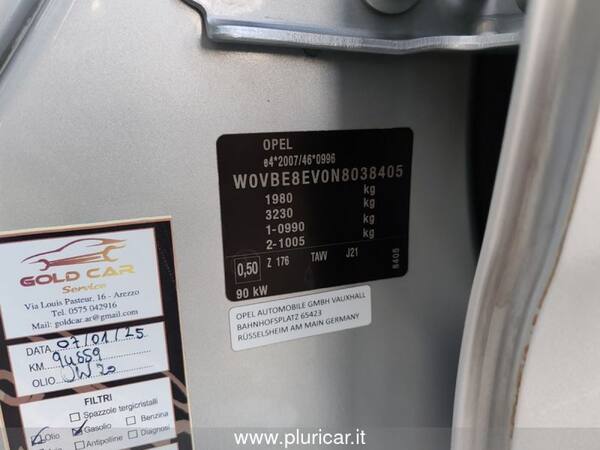 OPEL
e4*2007/46*0996
W0VBE8EV0N8038405
1980 kg
3230 kg
1-0990 kg
2-1005 kg
0,50 Z 176 TAVV J21
90 kW
8405
OPEL AUTOMOBILE GMBH VAUXHALL
BAHNHOFSPLATZ 65423
RÜSSELSHEIM AM MAIN GERMANY
GOLD CAR
Service
Via Louis Pasteur, 16 - Arezzo
Tel. 0575 042916
Mail: goldcar.ar@gmail.com
DATA 07/01/25
KM 94559
OLIO 0W20
FILTRI
Spazzole tergicristalli
Olio Gasolio Benzina
Antipolline Diagnosi
www.pluricar.it